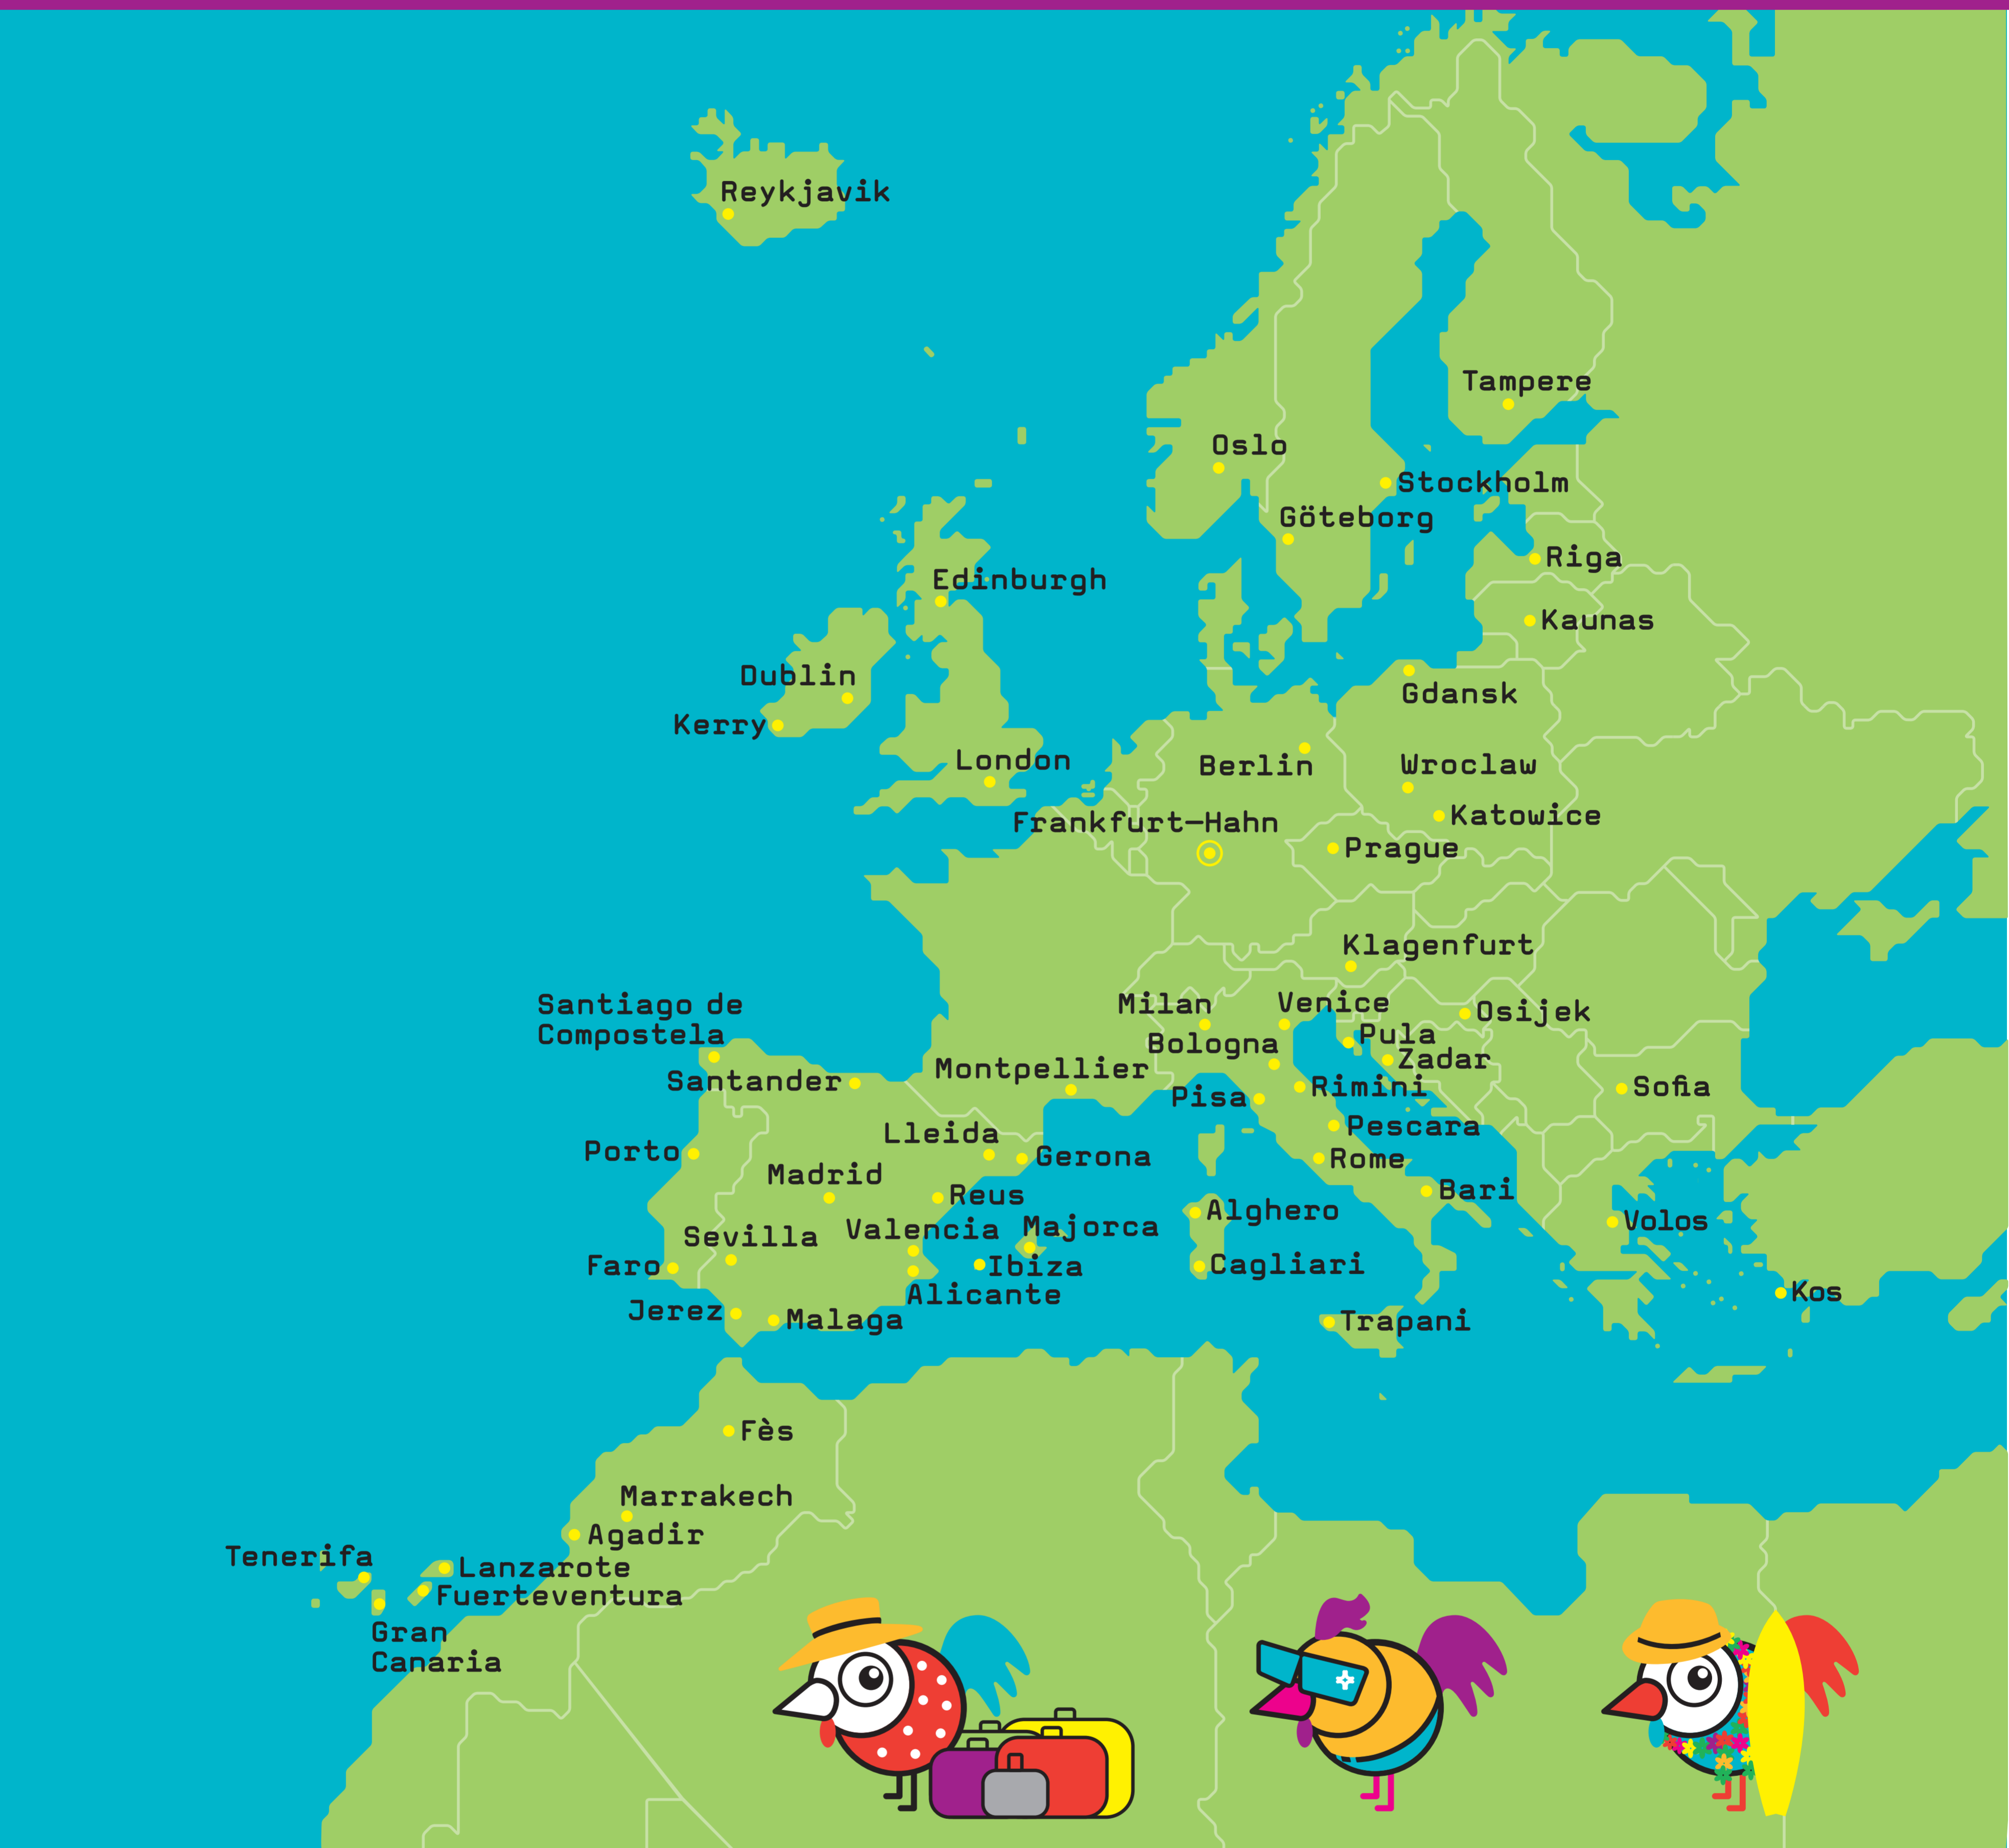 Reykjavik
Tampere
Oslo
Stockholm
Göteborg
Riga
Edinburgh
Kaunas
Dublin
Gdansk
Kerry
London
Berlin
Wroclaw
Katowice
Frankfurt-Hahn
Prague
Klagenfurt
Santiago de
Compostela
Milan
Venice
Osijek
Pula
Bologna
Zadar
Montpellier
Santander
Rimini
Sofia
Pisa
Pescara
Lleida
Porto
Gerona
Rome
Madrid
Reus
Bari
Alghero
Volos
Majorca
Valencia
Sevilla
Faro
Ibiza
Cagliari
Alicante
Kos
Jerez
Malaga
Trapani
Fès
Marrakech
Agadir
Tenerifa
Lanzarote
Fuerteventura
Gran
Canaria